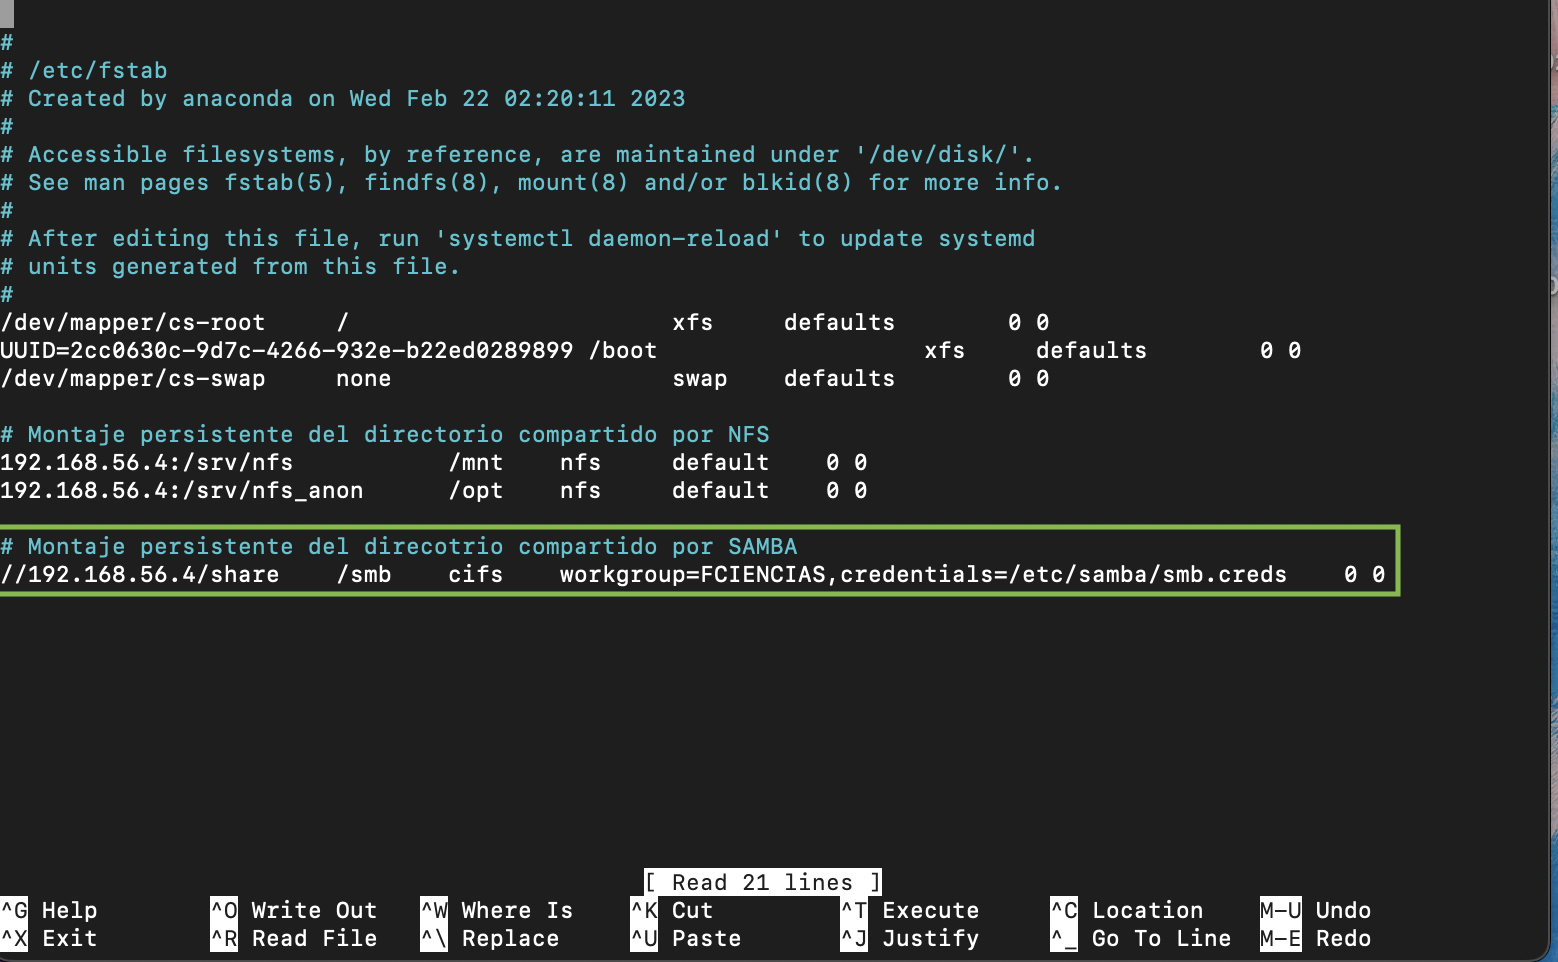 #
# /etc/fstab
# Created by anaconda on Wed Feb 22 02:20:11 2023
#
# Accessible filesystems, by reference, are maintained under '/dev/disk/'.
# See man pages fstab(5), findfs(8), mount(8) and/or blkid(8) for more info.
#
# After editing this file, run 'systemctl daemon-reload' to update systemd
# units generated from this file.
#
/dev/mapper/cs-root     /                       xfs     defaults        0 0
UUID=2cc0630c-9d7c-4266-932e-b22ed0289899 /boot                   xfs     defaults        0 0
/dev/mapper/cs-swap     none                    swap    defaults        0 0
# Montaje persistente del directorio compartido por NFS
192.168.56.4:/srv/nfs           /mnt    nfs     default    0 0
192.168.56.4:/srv/nfs_anon      /opt    nfs     default    0 0
# Montaje persistente del direcotrio compartido por SAMBA
//192.168.56.4/share    /smb    cifs    workgroup=FCIENCIAS,credentials=/etc/samba/smb.creds    0 0
[ Read 21 lines ]
^G Help        ^O Write Out   ^W Where Is    ^K Cut         ^T Execute     ^C Location    M-U Undo
^X Exit        ^R Read File   ^\ Replace     ^U Paste       ^J Justify     ^_ Go To Line  M-E Redo